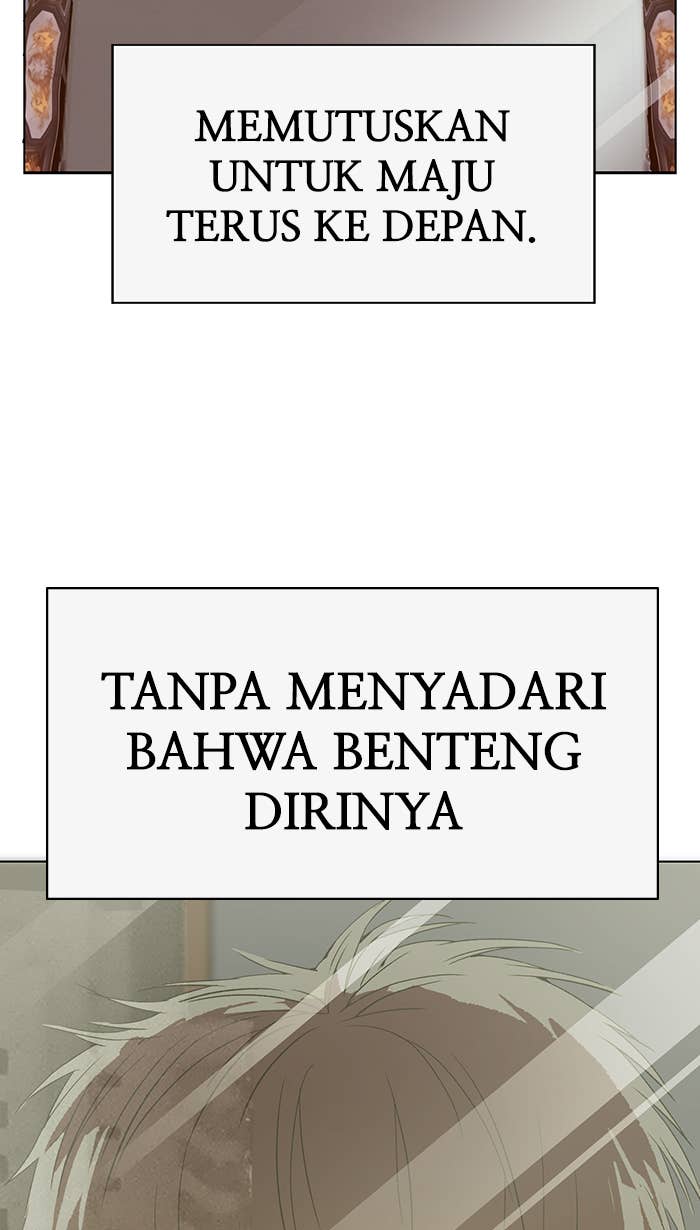 MEMUTUSKAN
UNTUK MAJU
TERUS KE DEPAN.
TANPA MENYADARI
BAHWA BENTENG
DIRINYA